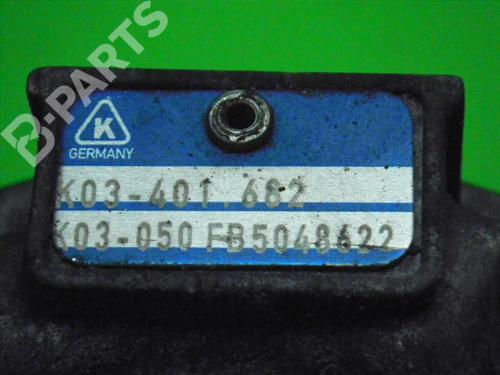 B-PARTS
K
GERMANY
K03-401.682
K03-050 FB5048622